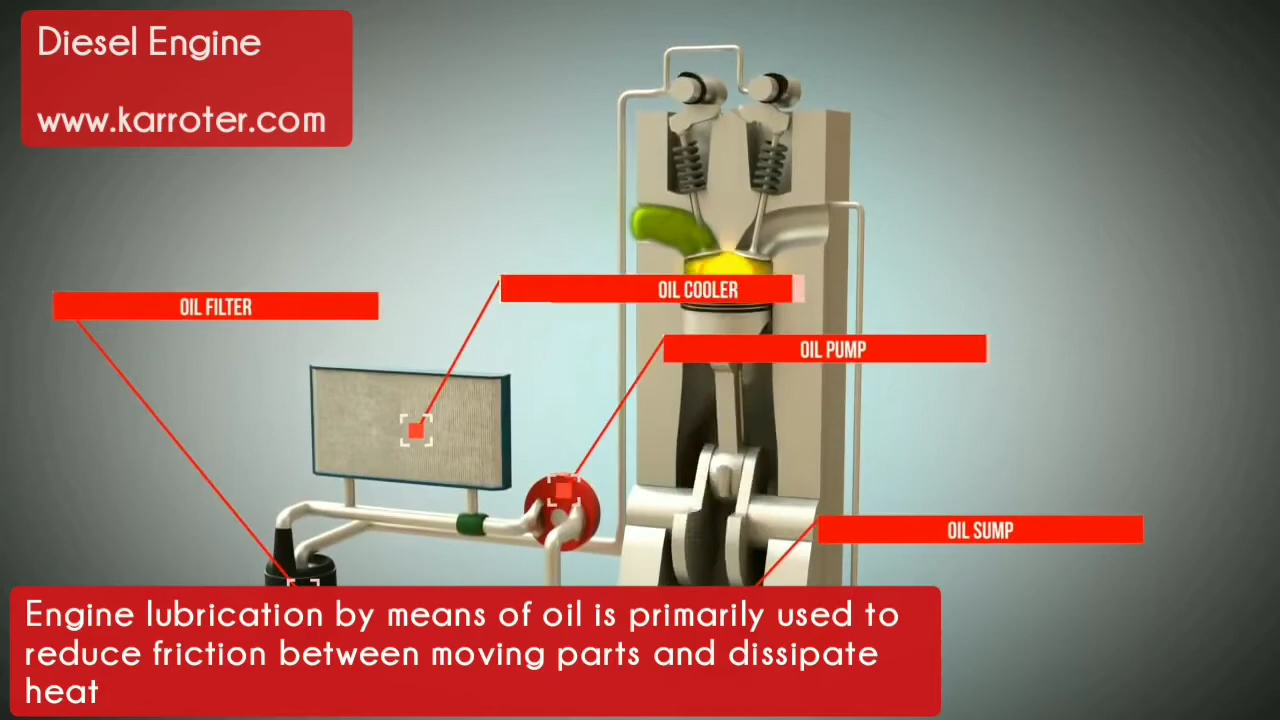 Diesel Engine
www.karroter.com
OIL COOLER
OIL FILTER
OIL PUMP
OIL SUMP
Engine lubrication by means of oil is primarily used to
reduce friction between moving parts and dissipate
heat